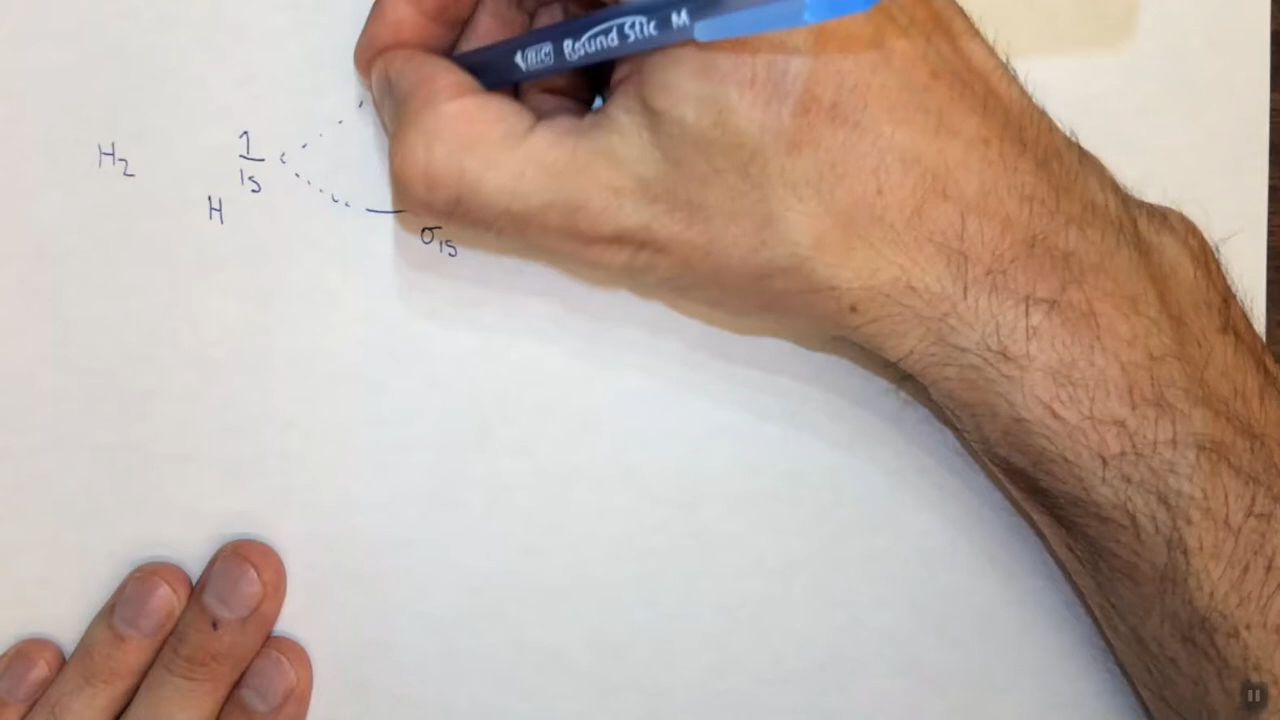 BIC Round Stic M
H₂
1
1s
H
σ₁s